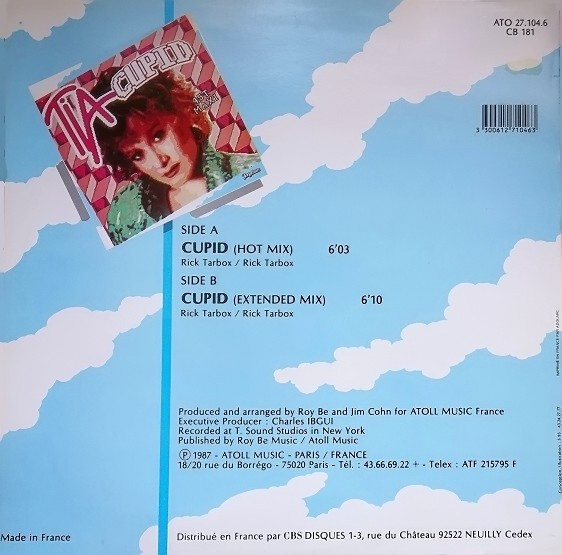 ATO 27.104.6
CB 181
TIA
CUPID
HOT
MIX
3 300612 710463
SIDE A
CUPID (HOT MIX) 6'03
Rick Tarbox / Rick Tarbox
SIDE B
CUPID (EXTENDED MIX) 6'10
Rick Tarbox / Rick Tarbox
Produced and arranged by Roy Be and Jim Cohn for ATOLL MUSIC France
Executive Producer : Charles IBGUI
Recorded at T. Sound Studios in New York
Published by Roy Be Music / Atoll Music
Ⓟ 1987 - ATOLL MUSIC - PARIS / FRANCE
18/20 rue du Borrégo - 75020 Paris - Tél. : 43.66.69.22 + - Telex : ATF 215795 F
Made in France
Distribué en France par CBS DISQUES 1-3, rue du Château 92522 NEUILLY Cedex